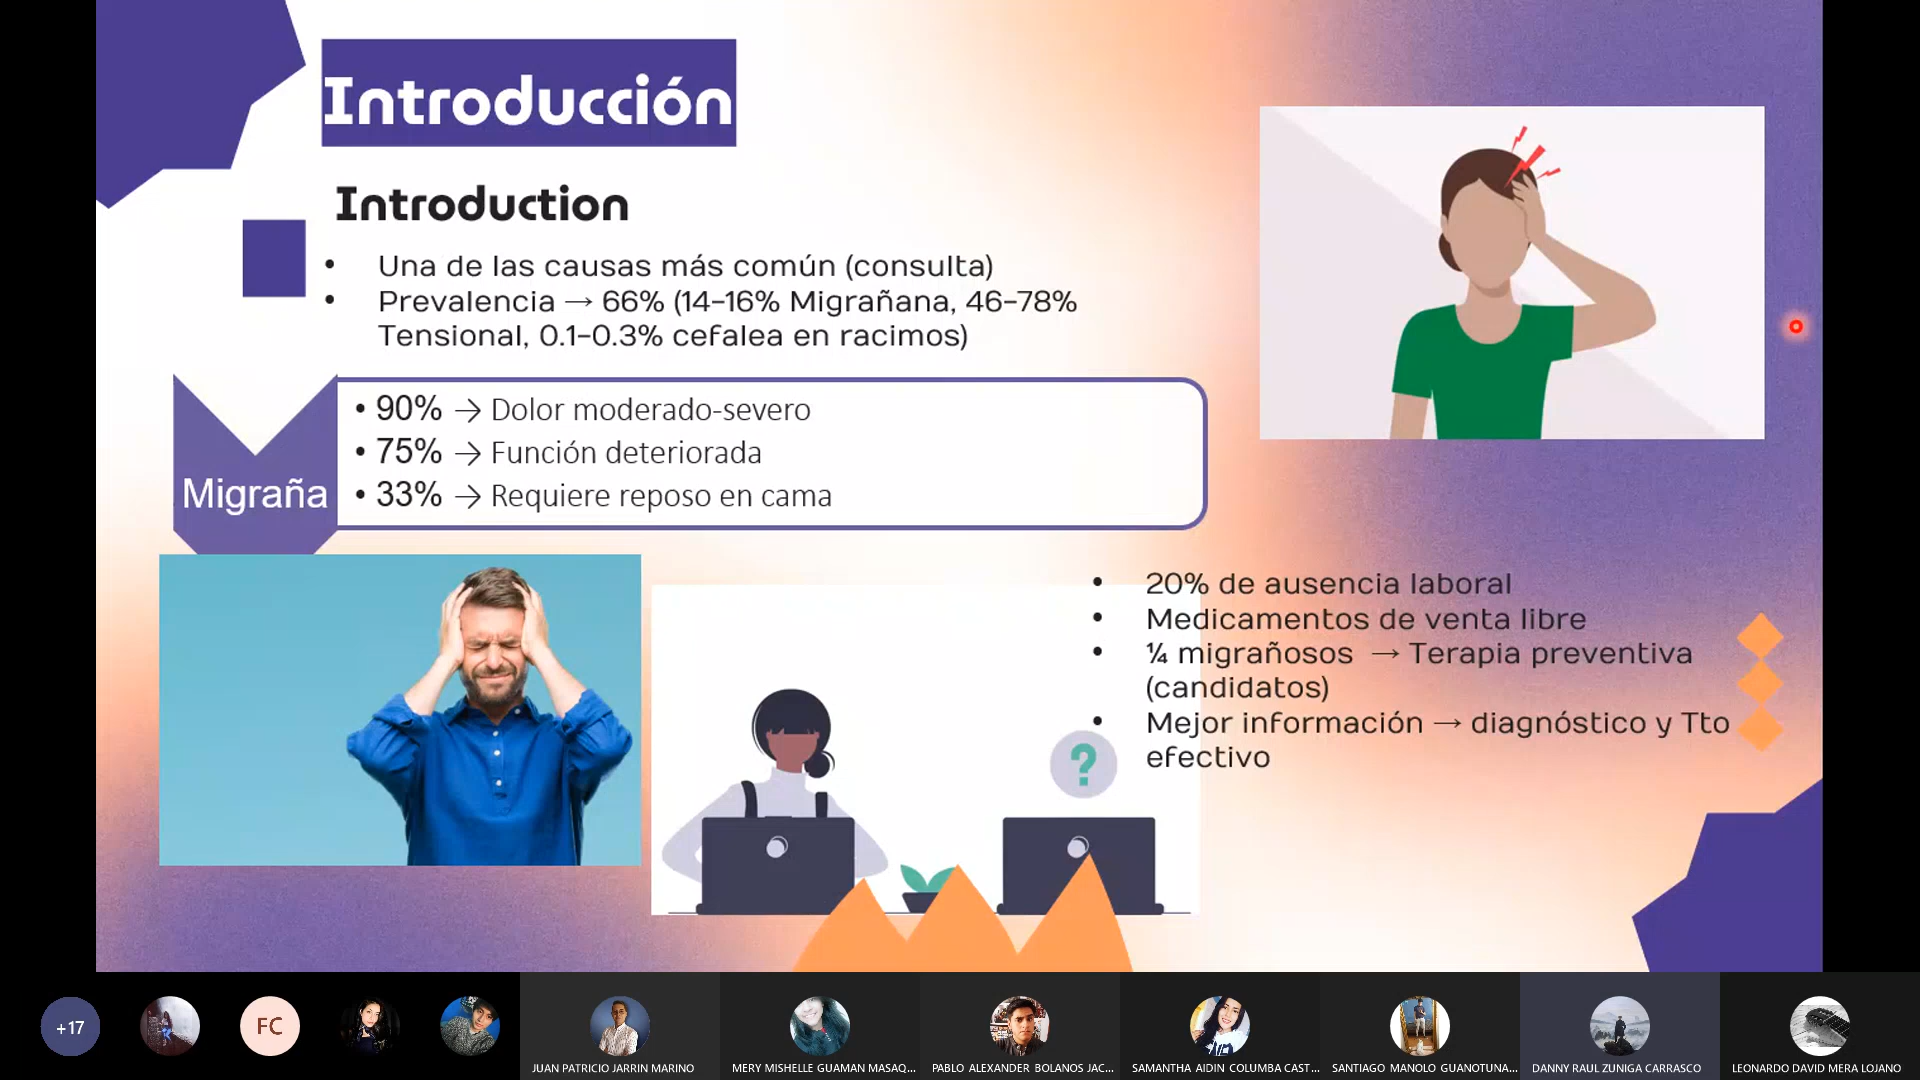 Introducción
Introduction
• Una de las causas más común (consulta)
• Prevalencia → 66% (14-16% Migrañana, 46-78%
Tensional, 0.1-0.3% cefalea en racimos)
Migraña
• 90% → Dolor moderado-severo
• 75% → Función deteriorada
• 33% → Requiere reposo en cama
• 20% de ausencia laboral
• Medicamentos de venta libre
• ¼ migrañosos → Terapia preventiva
(candidatos)
• Mejor información → diagnóstico y Tto
efectivo
?
+17
FC
JUAN PATRICIO JARRIN MARINO
MERY MISHELLE GUAMAN MASAQ...
PABLO ALEXANDER BOLANOS JAC...
SAMANTHA AIDIN COLUMBA CAST...
SANTIAGO MANOLO GUANOTUNA...
DANNY RAUL ZUNIGA CARRASCO
LEONARDO DAVID MERA LOJANO